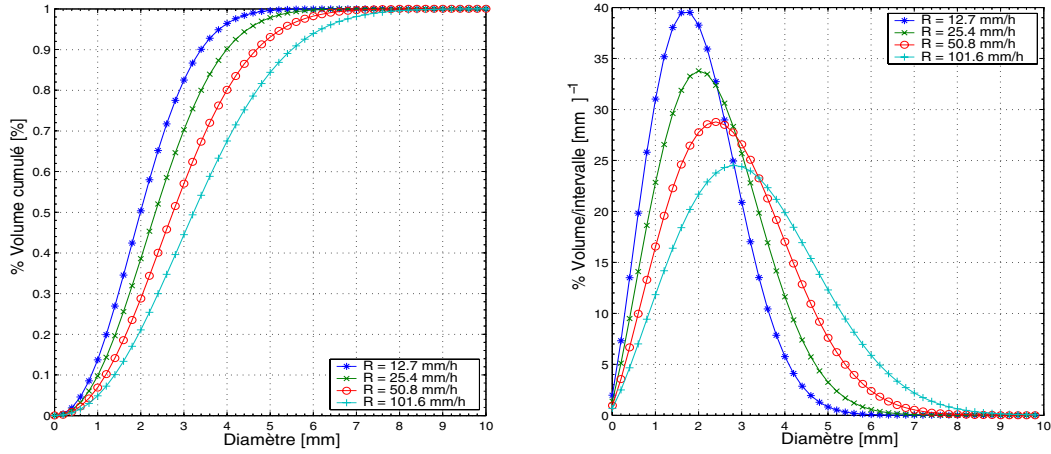 % Volume cumulé [%]
1
0.9
0.8
0.7
0.6
0.5
0.4
0.3
0.2
0.1
0
0 1 2 3 4 5 6 7 8 9 10
Diamètre [mm]
R = 12.7 mm/h
R = 25.4 mm/h
R = 50.8 mm/h
R = 101.6 mm/h
% Volume/intervalle [mm ]⁻¹
40
35
30
25
20
15
10
5
0
0 1 2 3 4 5 6 7 8 9 10
Diamètre [mm]
R = 12.7 mm/h
R = 25.4 mm/h
R = 50.8 mm/h
R = 101.6 mm/h